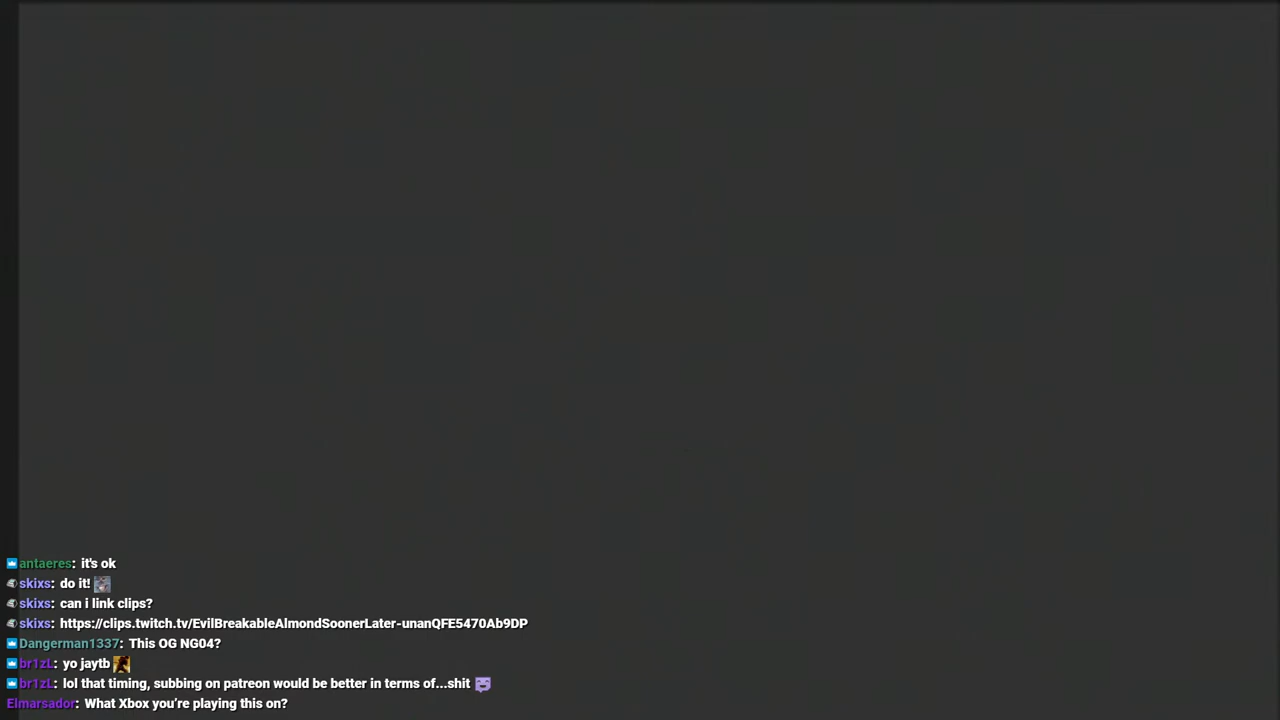 antaeres: it's ok
skixs: do it!
skixs: can i link clips?
skixs: https://clips.twitch.tv/EvilBreakableAlmondSoonerLater-unanQFE5470Ab9DP
Dangerman1337: This OG NG04?
br1zL: yo jaytb
br1zL: lol that timing, subbing on patreon would be better in terms of...shit
Elmarsador: What Xbox you're playing this on?